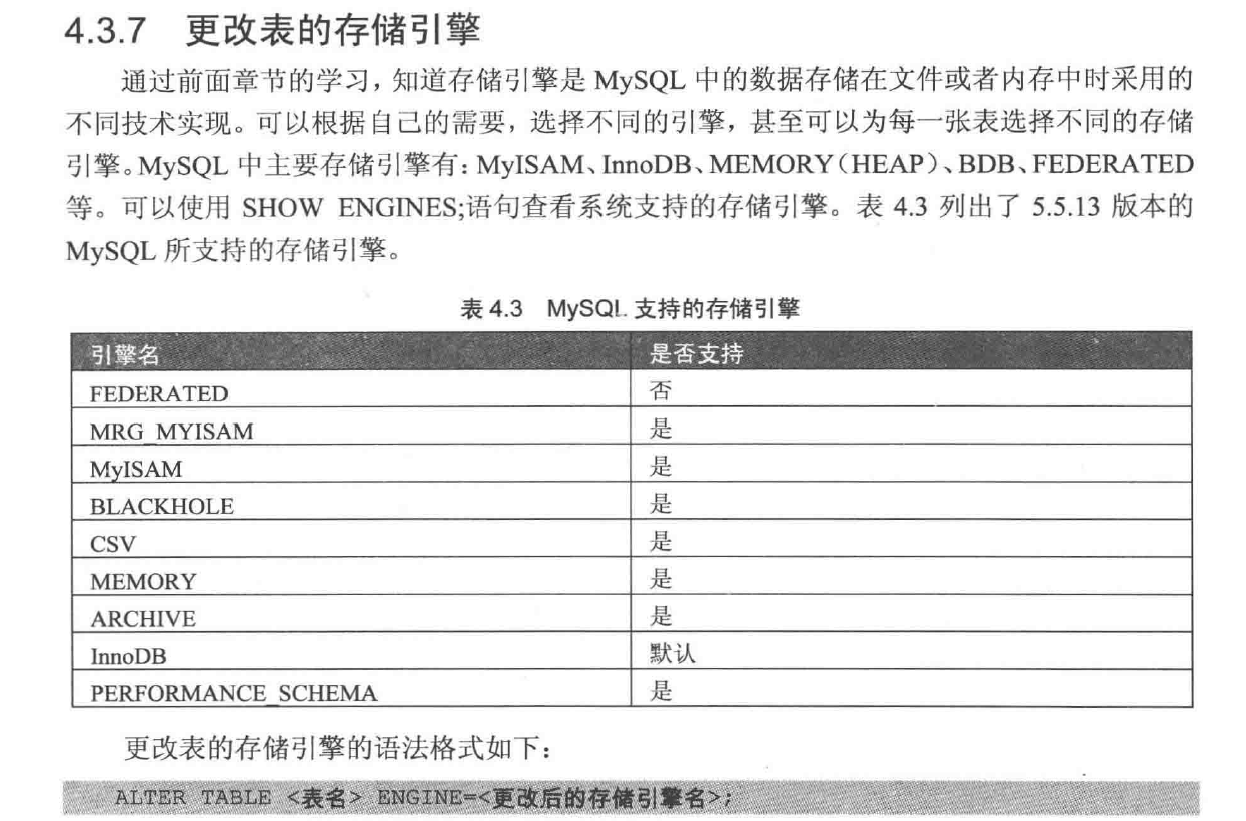 4.3.7 更改表的存储引擎
通过前面章节的学习，知道存储引擎是 MySQL 中的数据存储在文件或者内存中时采用的
不同技术实现。可以根据自己的需要，选择不同的引擎，甚至可以为每一张表选择不同的存储
引擎。MySQL 中主要存储引擎有：MyISAM、InnoDB、MEMORY（HEAP）、BDB、FEDERATED
等。可以使用 SHOW ENGINES;语句查看系统支持的存储引擎。表 4.3 列出了 5.5.13 版本的
MySQL 所支持的存储引擎。
表 4.3 MySQL 支持的存储引擎
引擎名 是否支持
FEDERATED 否
MRG_MYISAM 是
MyISAM 是
BLACKHOLE 是
CSV 是
MEMORY 是
ARCHIVE 是
InnoDB 默认
PERFORMANCE_SCHEMA 是
更改表的存储引擎的语法格式如下：
ALTER TABLE <表名> ENGINE=<更改后的存储引擎名>;